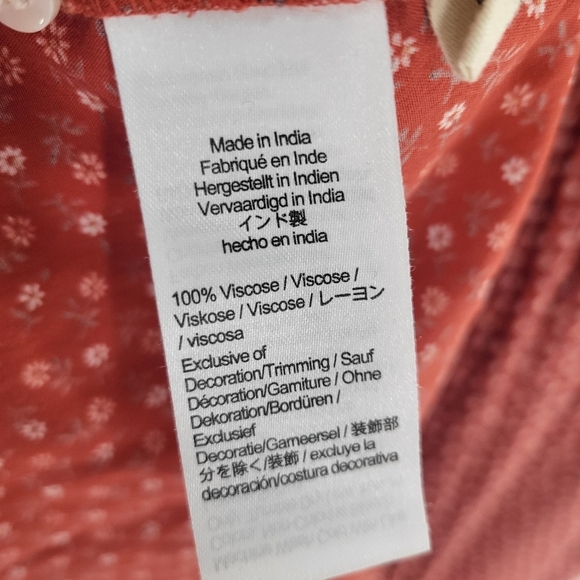 Made in India
Fabriqué en Inde
Hergestellt in Indien
Vervaardigd in India
インド製
hecho en india
100% Viscose / Viscose /
Viskose / Viscose / レーヨン
/ viscosa
Exclusive of
Decoration/Trimming / Sauf
Décoration/Garniture / Ohne
Dekoration/Bordüren /
Exclusief
Decoratie/Garneersel / 装飾部
分を除く/装飾 / excluye la
decoración/costura decorativa